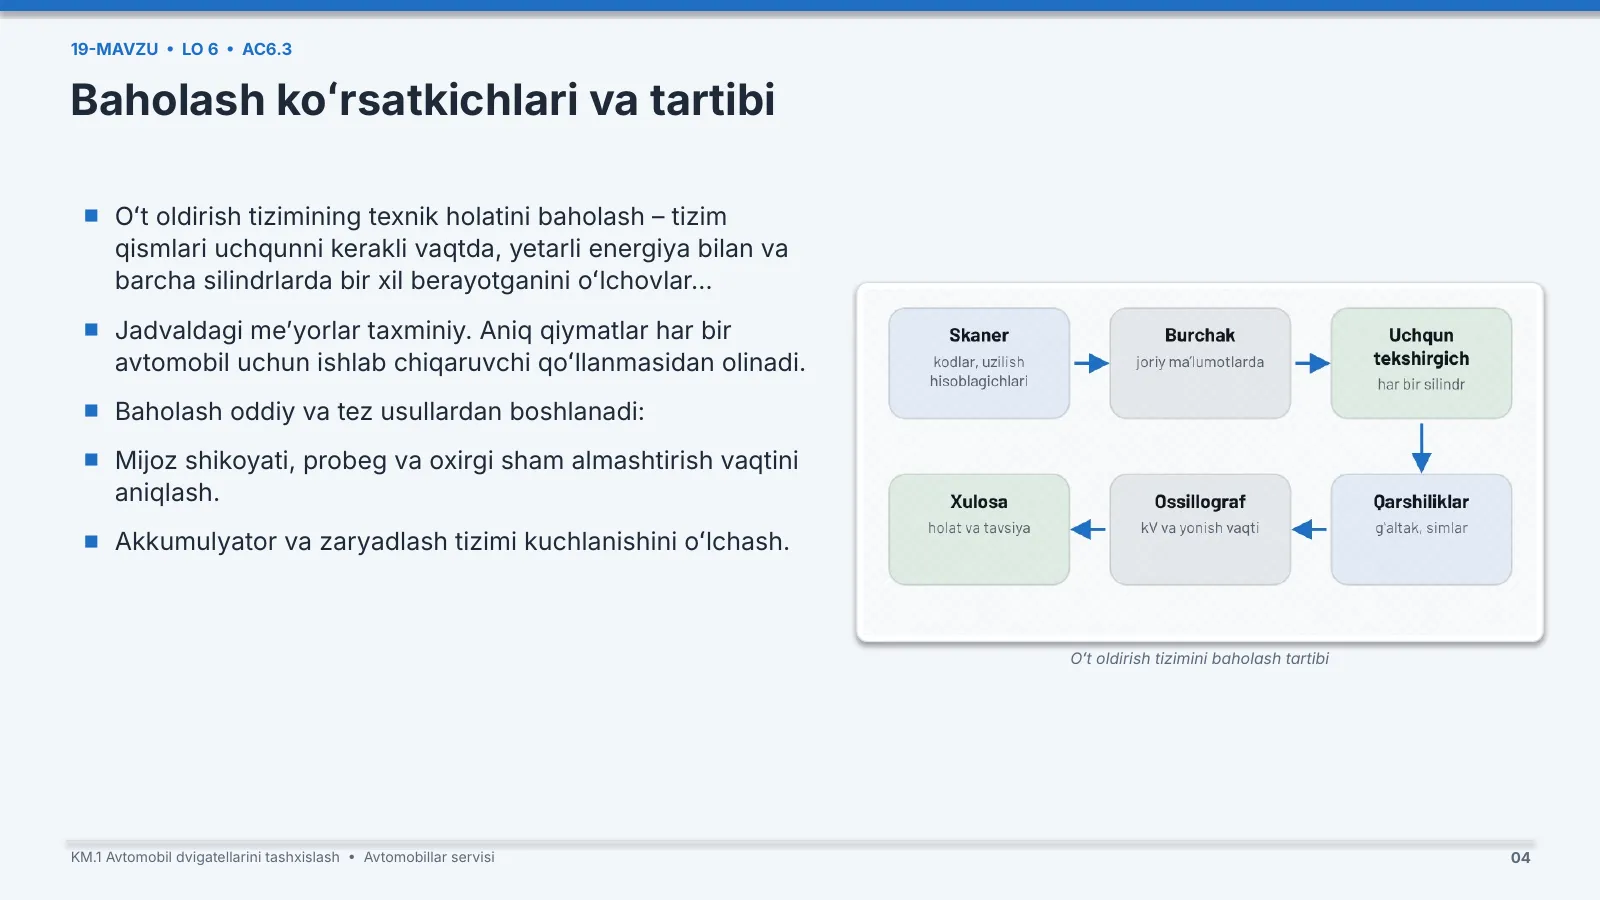 19-MAVZU • LO 6 • AC6.3
Baholash koʻrsatkichlari va tartibi
Oʻt oldirish tizimining texnik holatini baholash – tizim
qismlari uchqunni kerakli vaqtda, yetarli energiya bilan va
barcha silindrlarda bir xil berayotganini oʻlchovlar...
Jadvaldagi meʼyorlar taxminiy. Aniq qiymatlar har bir
avtomobil uchun ishlab chiqaruvchi qoʻllanmasidan olinadi.
Baholash oddiy va tez usullardan boshlanadi:
Mijoz shikoyati, probeg va oxirgi sham almashtirish vaqtini
aniqlash.
Akkumulyator va zaryadlash tizimi kuchlanishini oʻlchash.
Skaner
kodlar, uzilish
hisoblagichlari
Burchak
joriy maʼlumotlarda
Uchqun
tekshirgich
har bir silindr
Xulosa
holat va tavsiya
Ossillograf
kV va yonish vaqti
Qarshiliklar
gʻaltak, simlar
Oʻt oldirish tizimini baholash tartibi
KM.1 Avtomobil dvigatellarini tashxislash • Avtomobillar servisi
04